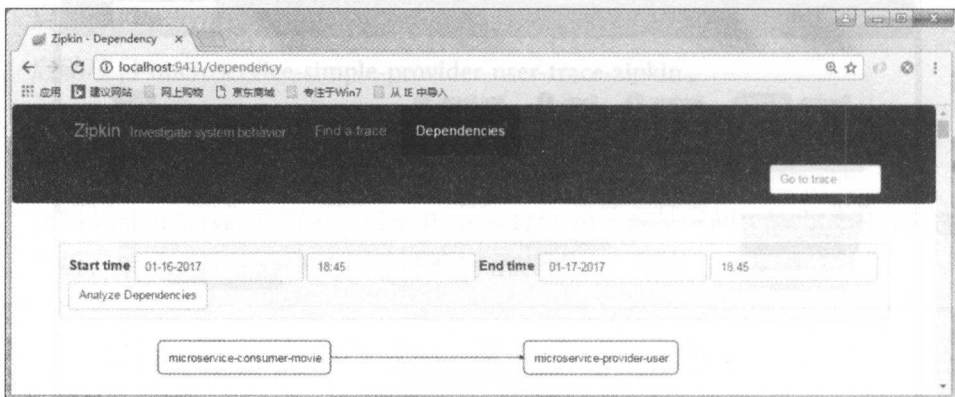 Zipkin - Dependency ×
localhost:9411/dependency
应用 建议网站 网上购物 京东商城 专注于Win7 从 IE 中导入
Zipkin Investigate system behavior Find a trace Dependencies
Go to trace
Start time 01-16-2017 18:45 End time 01-17-2017 18:45
Analyze Dependencies
microservice-consumer-movie microservice-provider-user